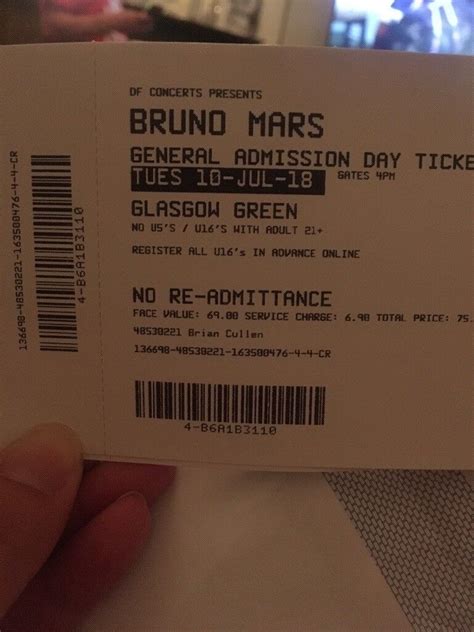 DF CONCERTS PRESENTS
BRUNO MARS
GENERAL ADMISSION DAY TICKE
TUES 10-JUL-18 GATES 4PM
GLASGOW GREEN
NO U5'S / U16'S WITH ADULT 21+
REGISTER ALL U16's IN ADVANCE ONLINE
NO RE-ADMITTANCE
FACE VALUE: 69.00 SERVICE CHARGE: 6.90 TOTAL PRICE: 75.
48530221 Brian Cullen
136698-48530221-163500476-4-4-CR
4-B6A1B3110
136698-48530221-163500476-4-4-CR
4-B6A1B3110